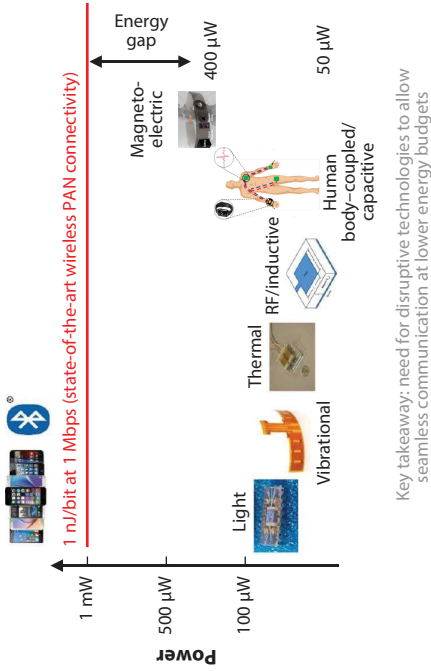 ®
1 nJ/bit at 1 Mbps (state-of-the-art wireless PAN connectivity)
Energy
gap
Power
1 mW
500 µW
100 µW
400 µW
50 µW
Light
Vibrational
Thermal
RF/inductive
Magneto-
electric
Human
body–coupled/
capacitive
Key takeaway: need for disruptive technologies to allow
seamless communication at lower energy budgets